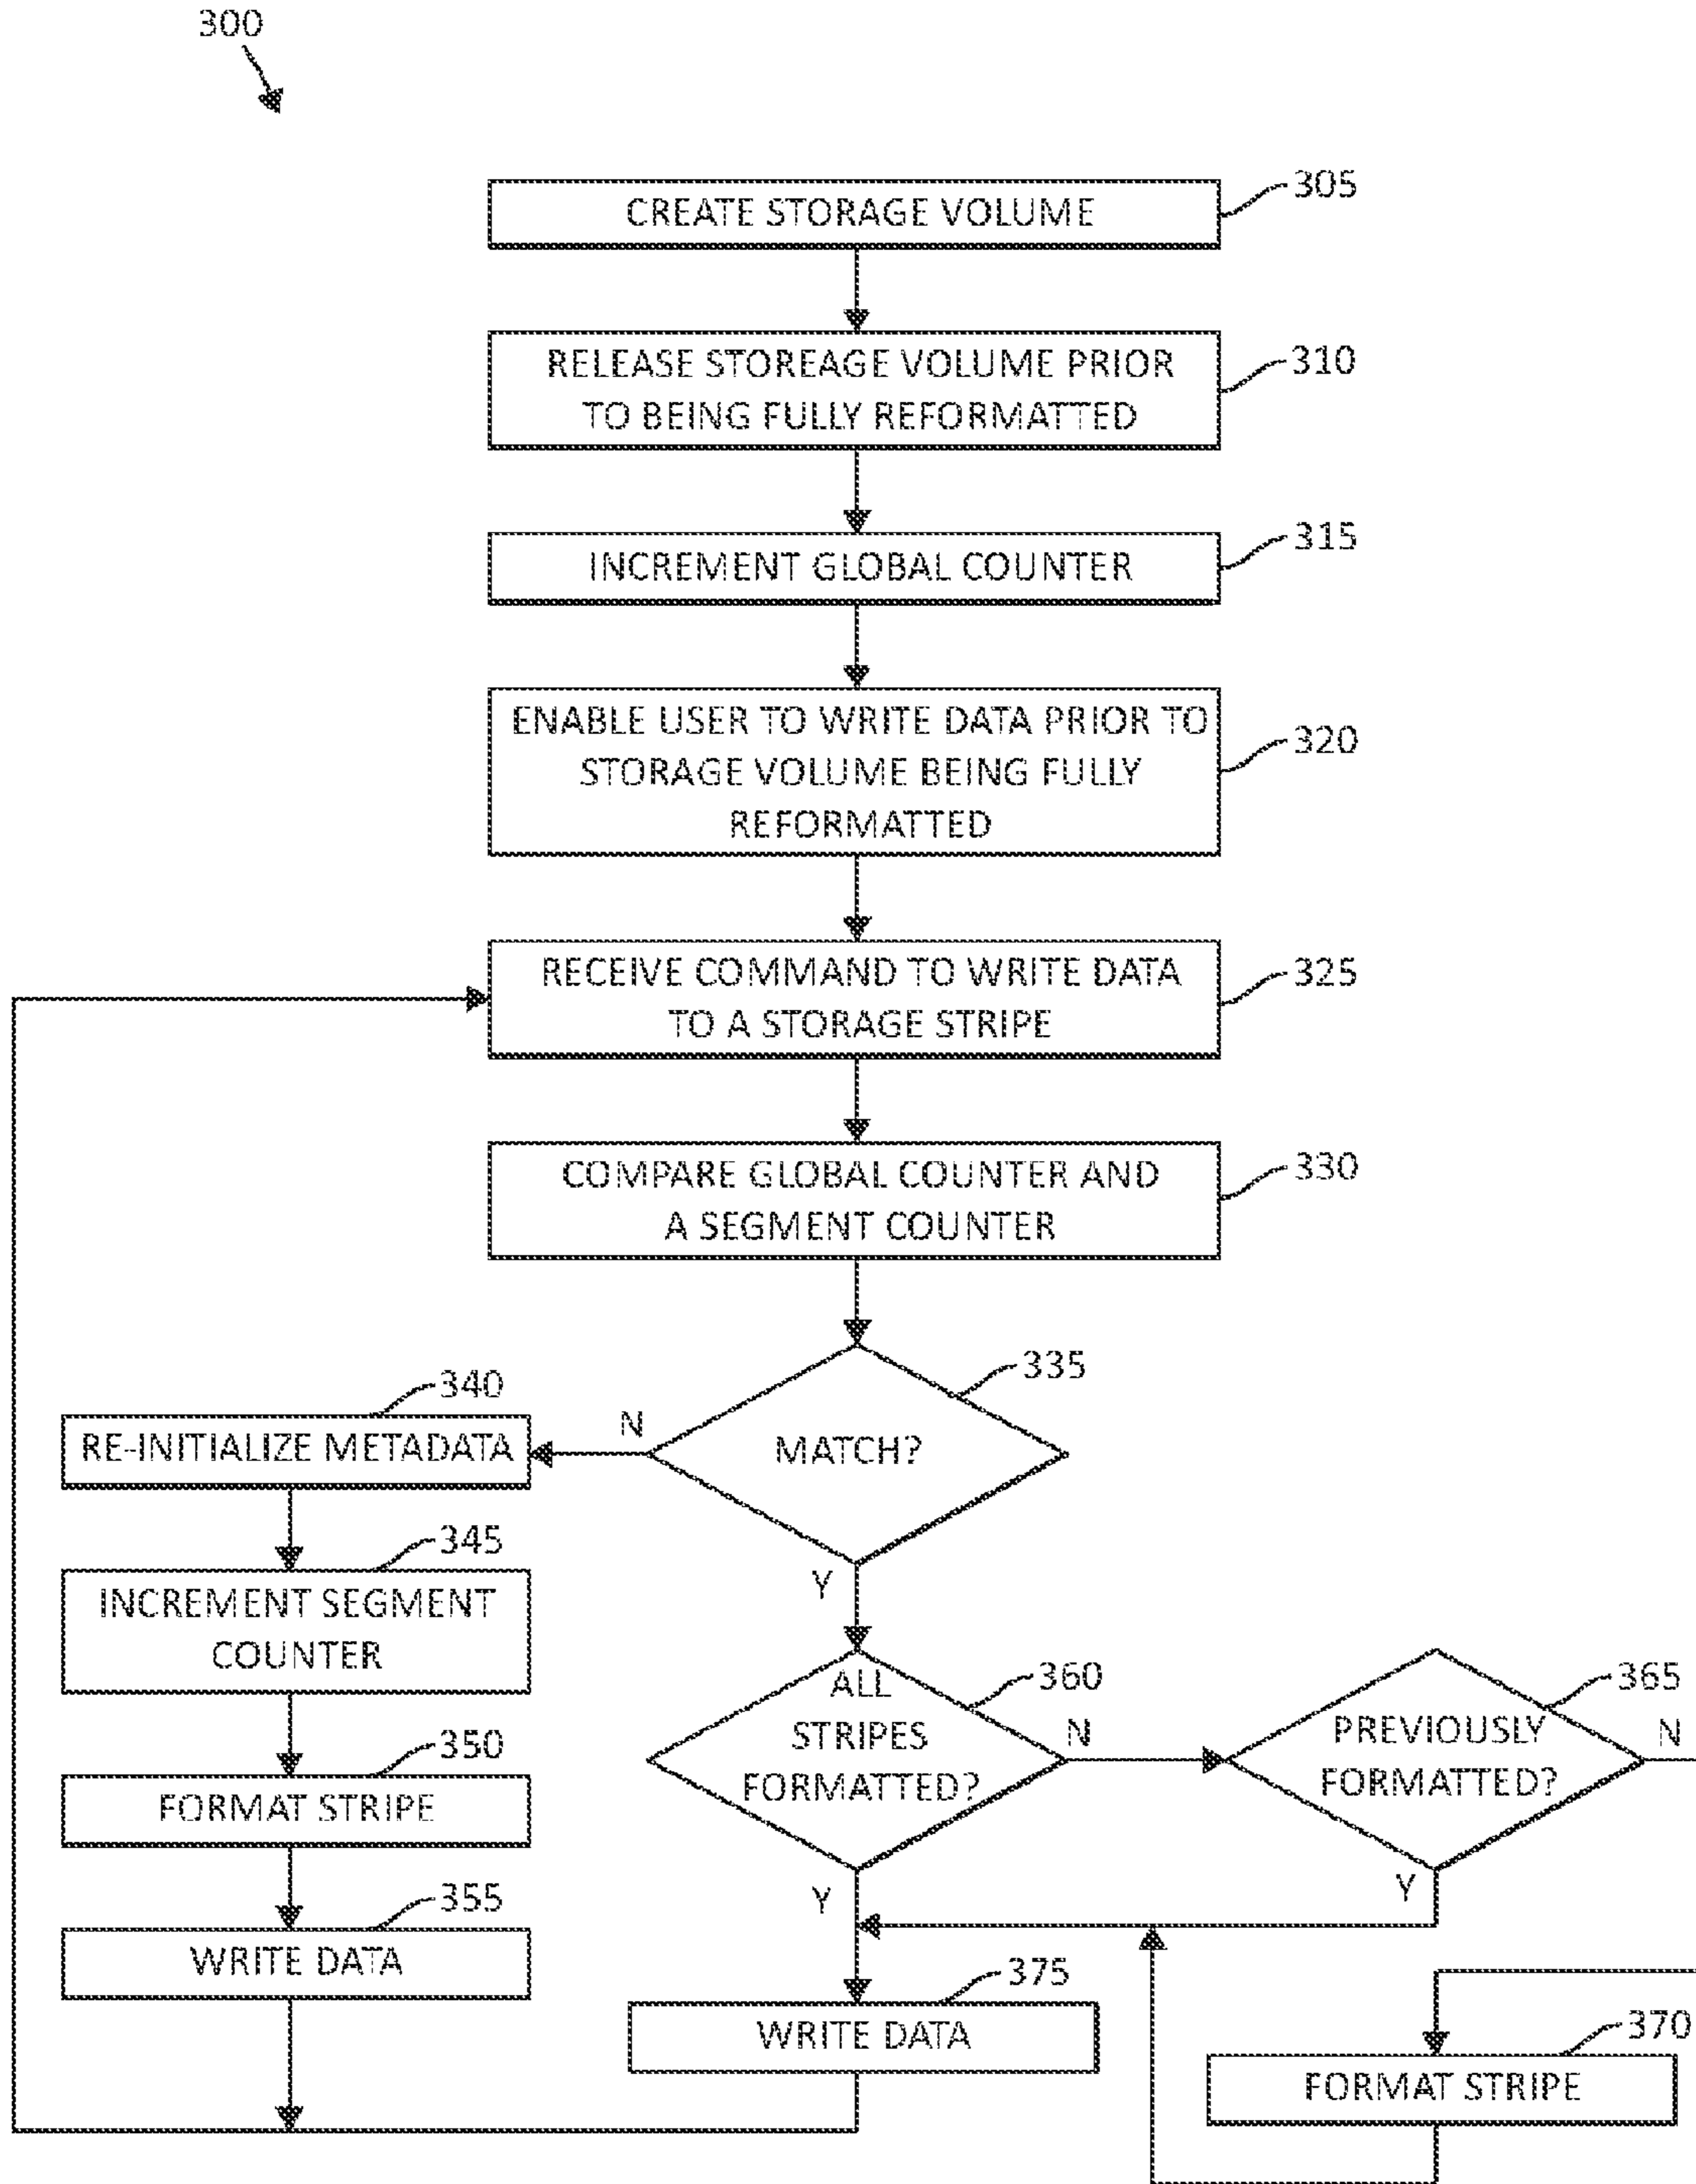 300
CREATE STORAGE VOLUME
305
RELEASE STOREAGE VOLUME PRIOR
TO BEING FULLY REFORMATTED
310
INCREMENT GLOBAL COUNTER
315
ENABLE USER TO WRITE DATA PRIOR TO
STORAGE VOLUME BEING FULLY
REFORMATTED
320
RECEIVE COMMAND TO WRITE DATA
TO A STORAGE STRIPE
325
COMPARE GLOBAL COUNTER AND
A SEGMENT COUNTER
330
MATCH?
335
N
Y
RE-INITIALIZE METADATA
340
INCREMENT SEGMENT
COUNTER
345
FORMAT STRIPE
350
WRITE DATA
355
ALL
STRIPES
FORMATTED?
360
N
Y
PREVIOUSLY
FORMATTED?
365
N
Y
WRITE DATA
375
FORMAT STRIPE
370